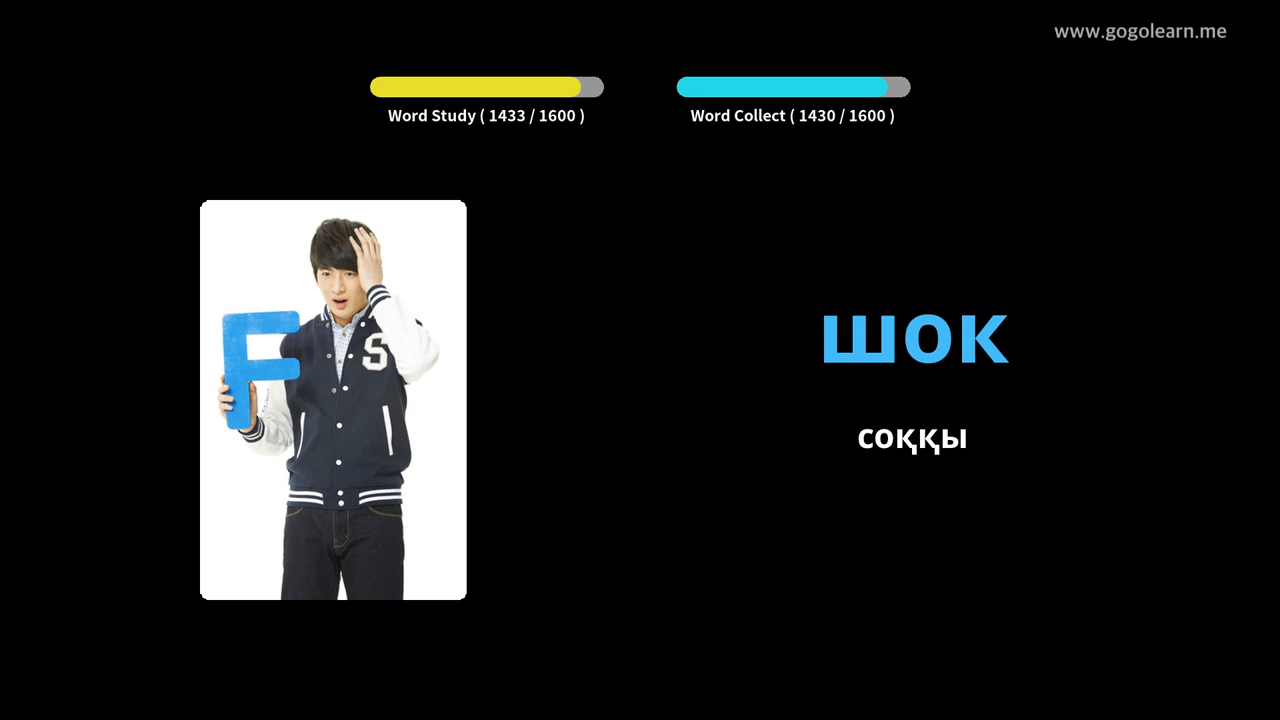 www.gogolearn.me
Word Study ( 1433 / 1600 )
Word Collect ( 1430 / 1600 )
F
S
шок
соққы